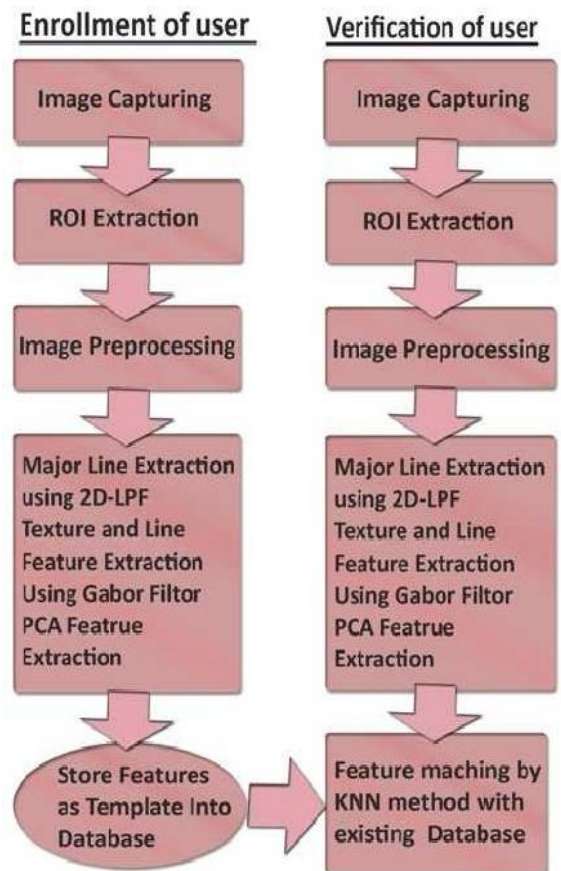 Enrollment of user
Image Capturing
ROI Extraction
Image Preprocessing
Major Line Extraction
using 2D-LPF
Texture and Line
Feature Extraction
Using Gabor Filtor
PCA Featrue
Extraction
Store Features
as Template Into
Database
Verification of user
Image Capturing
ROI Extraction
Image Preprocessing
Major Line Extraction
using 2D-LPF
Texture and Line
Feature Extraction
Using Gabor Filtor
PCA Featrue
Extraction
Feature maching by
KNN method with
existing Database